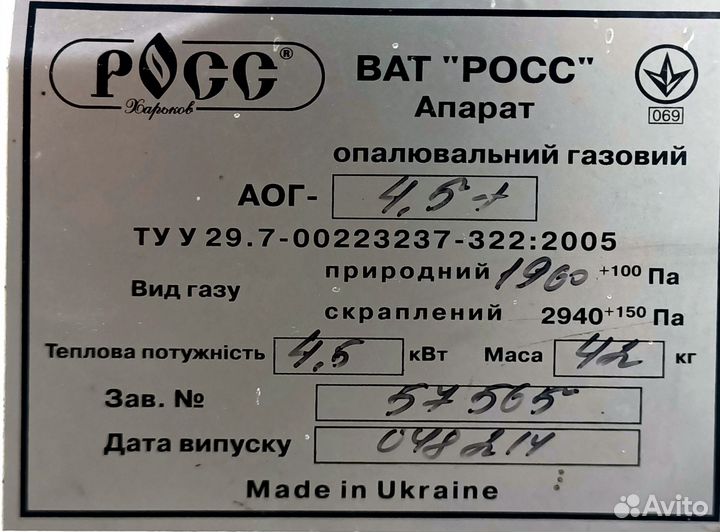 РОСС®
Харьков
ВАТ "РОСС"
069
Апарат
опалювальний газовий
АОГ- 4,5-+
ТУ У 29.7-00223237-322:2005
Вид газу
природний 1960 +100 Па
скраплений 2940 +150 Па
Теплова потужність 4,5 кВт Маса 42 кг
Зав. № 57565
Дата випуску 048214
Made in Ukraine
Avito